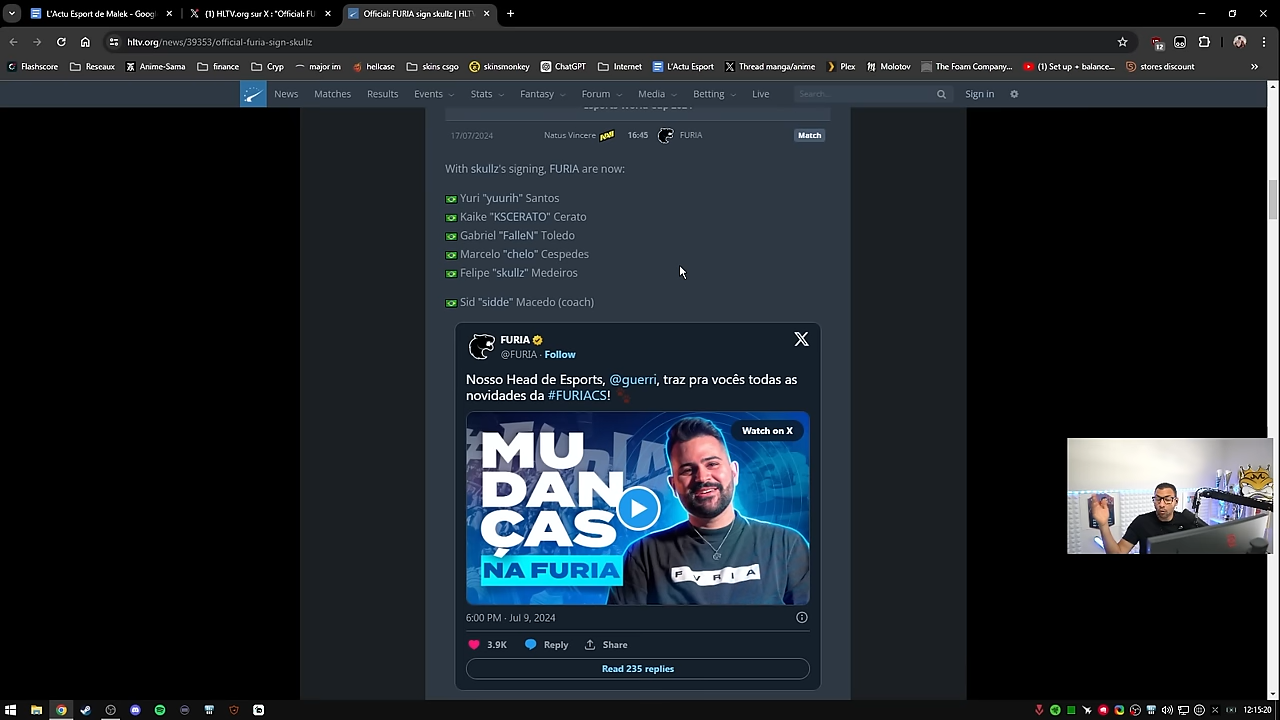 L'Actu Esport de Malek - Googl
(1) HLTV.org sur X : "Official: FU
Official: FURIA sign skullz | HLT
hltv.org/news/39353/official-furia-sign-skullz
12
Flashscore
Reseaux
Anime-Sama
finance
Cryp
major im
hellcase
skins csgo
skinsmonkey
ChatGPT
Internet
L'Actu Esport
Thread manga/anime
Plex
Molotov
The Foam Company...
(1) Set up + balance...
stores discount
News
Matches
Results
Events
Stats
Fantasy
Forum
Media
Betting
Live
Search...
Sign in
Esports World Cup 2024
17/07/2024
Natus Vincere
16:45
FURIA
Match
With skullz's signing, FURIA are now:
Yuri "yuurih" Santos
Kaike "KSCERATO" Cerato
Gabriel "FalleN" Toledo
Marcelo "chelo" Cespedes
Felipe "skullz" Medeiros
Sid "sidde" Macedo (coach)
FURIA
@FURIA · Follow
Nosso Head de Esports, @guerri, traz pra vocês todas as
novidades da #FURIACS!
Watch on X
MU
DAN
ÇAS
NA FURIA
FVRIA
6:00 PM · Jul 9, 2024
3.9K
Reply
Share
Read 235 replies
12:15:20